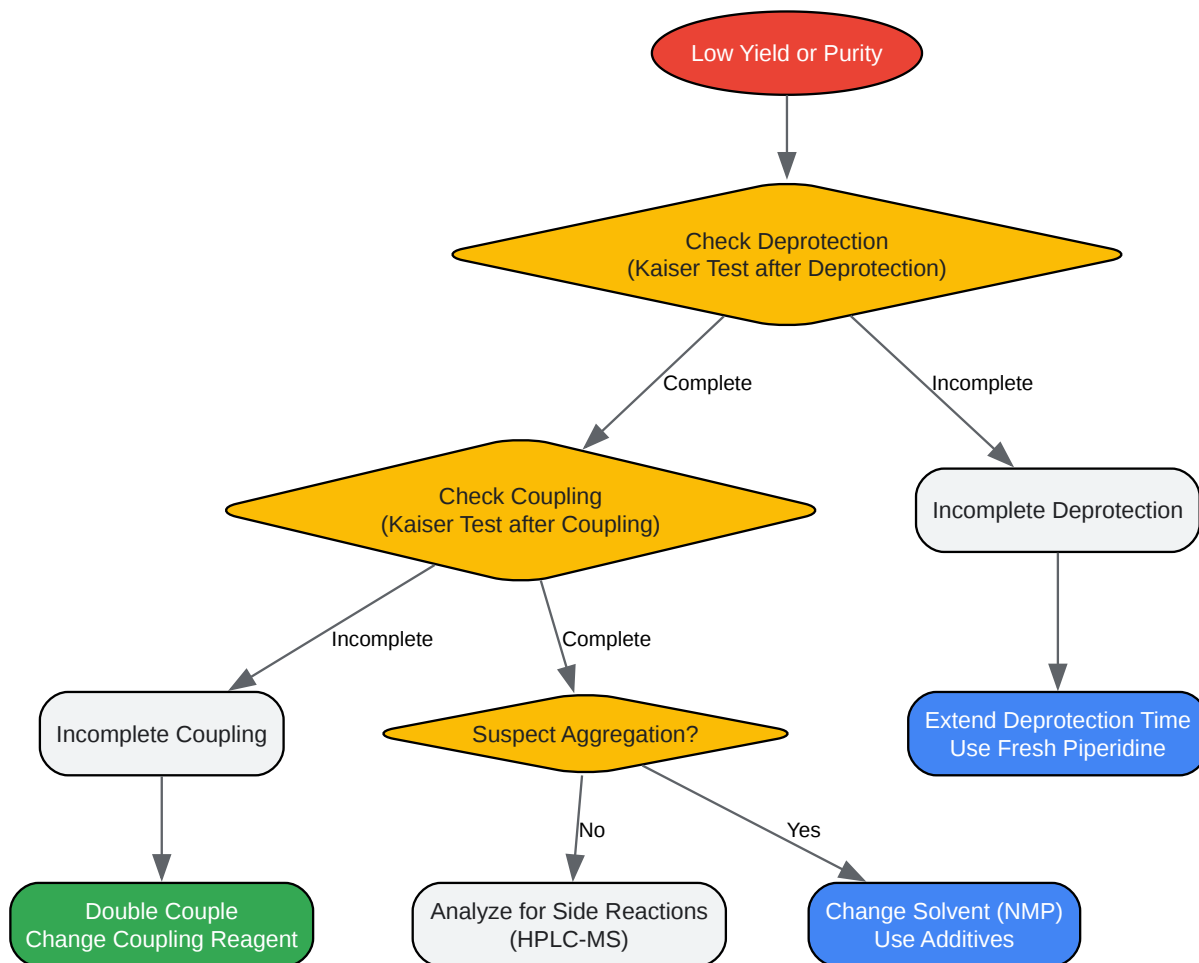 Low Yield or Purity
Check Deprotection
(Kaiser Test after Deprotection)
Complete
Incomplete
Check Coupling
(Kaiser Test after Coupling)
Incomplete Deprotection
Incomplete
Complete
Incomplete Coupling
Suspect Aggregation?
Extend Deprotection Time
Use Fresh Piperidine
No
Yes
Double Couple
Change Coupling Reagent
Analyze for Side Reactions
(HPLC-MS)
Change Solvent (NMP)
Use Additives